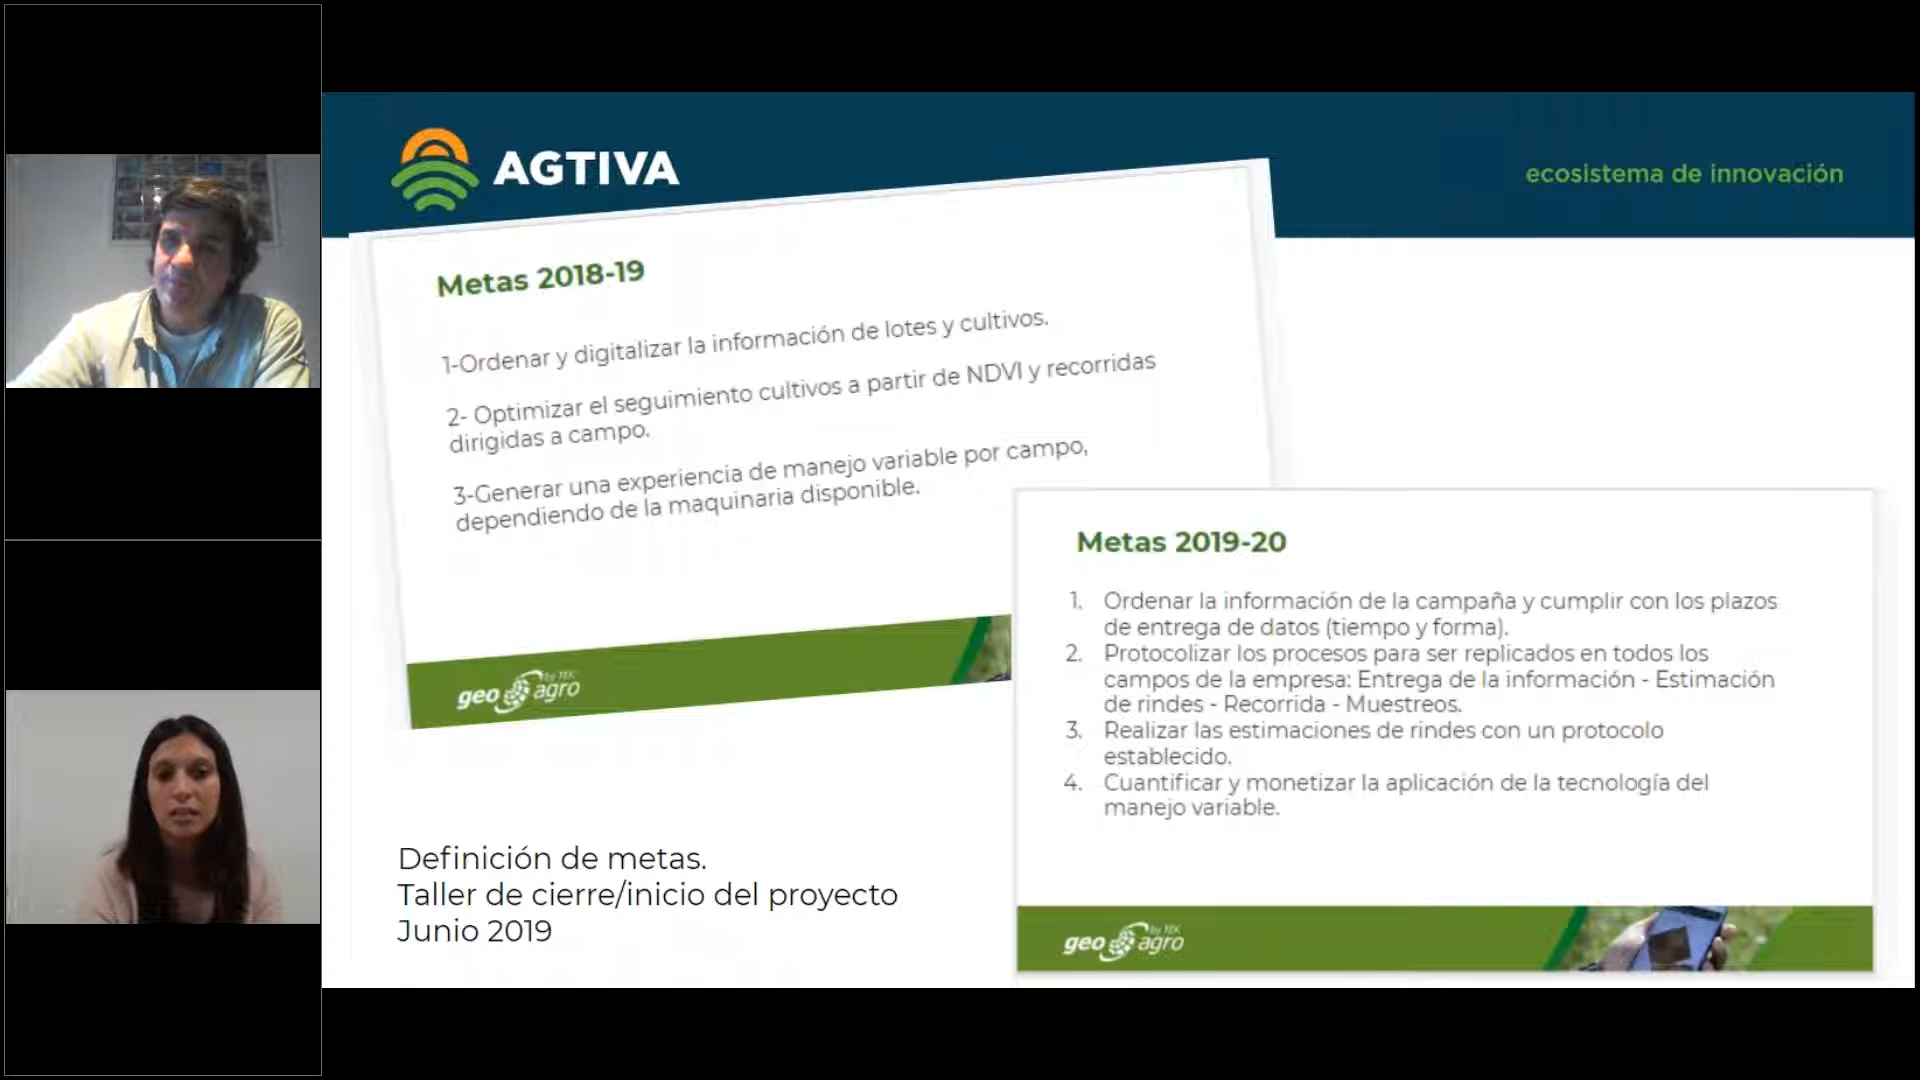 AGTIVA
ecosistema de innovación
Metas 2018-19
1-Ordenar y digitalizar la información de lotes y cultivos.
2- Optimizar el seguimiento cultivos a partir de NDVI y recorridas
dirigidas a campo.
3-Generar una experiencia de manejo variable por campo,
dependiendo de la maquinaria disponible.
geo agro
by TEK
Metas 2019-20
1. Ordenar la información de la campaña y cumplir con los plazos
de entrega de datos (tiempo y forma).
2. Protocolizar los procesos para ser replicados en todos los
campos de la empresa: Entrega de la información - Estimación
de rindes - Recorrida - Muestreos.
3. Realizar las estimaciones de rindes con un protocolo
establecido.
4. Cuantificar y monetizar la aplicación de la tecnología del
manejo variable.
geo agro
by TEK
Definición de metas.
Taller de cierre/inicio del proyecto
Junio 2019